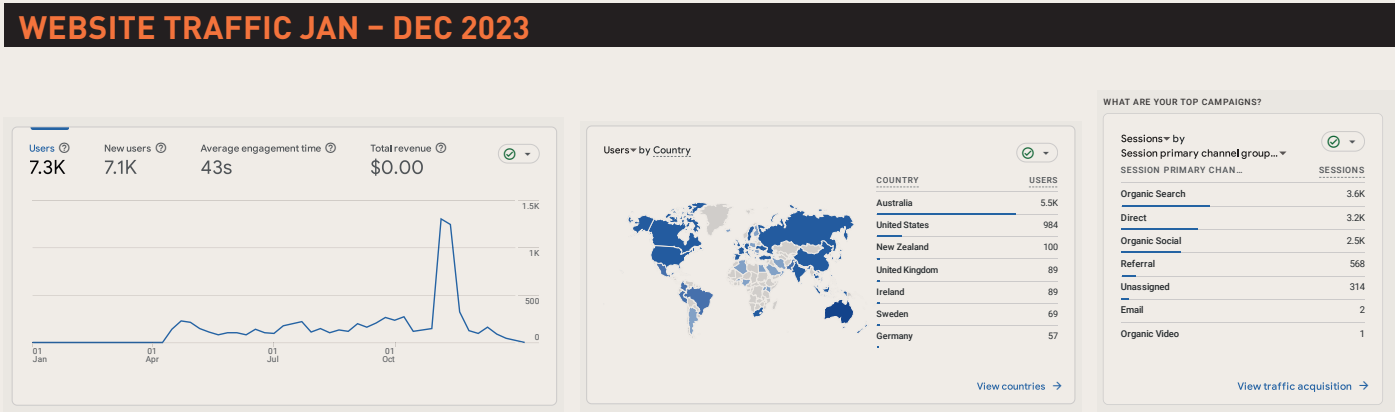 WEBSITE TRAFFIC JAN – DEC 2023
WHAT ARE YOUR TOP CAMPAIGNS?
Users New users Average engagement time Total revenue
7.3K 7.1K 43s $0.00
1.5K
1K
500
0
01 01 01 01
Jan Apr Jul Oct
Users by Country
COUNTRY USERS
Australia 5.5K
United States 984
New Zealand 100
United Kingdom 89
Ireland 89
Sweden 69
Germany 57
View countries →
Sessions by
Session primary channel group...
SESSION PRIMARY CHAN... SESSIONS
Organic Search 3.6K
Direct 3.2K
Organic Social 2.5K
Referral 568
Unassigned 314
Email 2
Organic Video 1
View traffic acquisition →